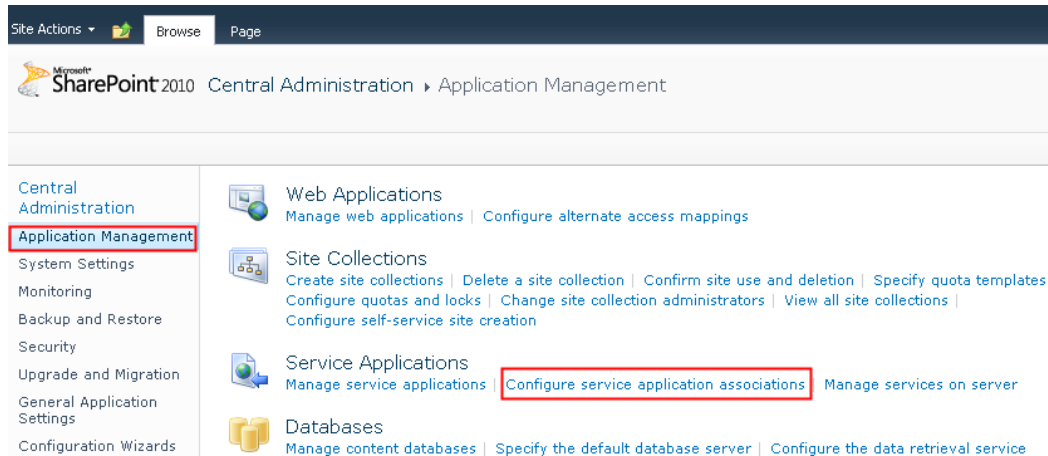 Site Actions Browse Page
Microsoft
SharePoint 2010 Central Administration Application Management
Central
Administration
Application Management
System Settings
Monitoring
Backup and Restore
Security
Upgrade and Migration
General Application
Settings
Configuration Wizards
Web Applications
Manage web applications | Configure alternate access mappings
Site Collections
Create site collections | Delete a site collection | Confirm site use and deletion | Specify quota templates
Configure quotas and locks | Change site collection administrators | View all site collections |
Configure self-service site creation
Service Applications
Manage service applications | Configure service application associations | Manage services on server
Databases
Manage content databases | Specify the default database server | Configure the data retrieval service